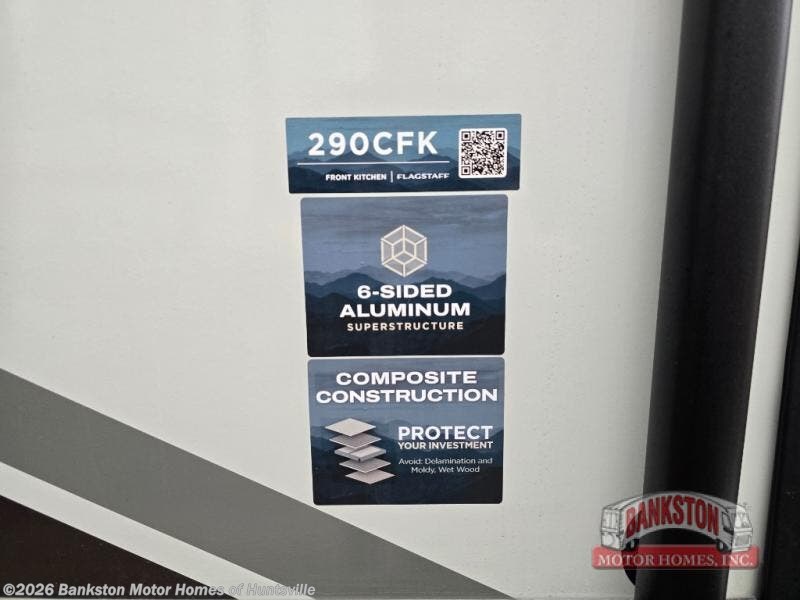 290CFK
FRONT KITCHEN | FLAGSTAFF
6-SIDED
ALUMINUM
SUPERSTRUCTURE
COMPOSITE
CONSTRUCTION
PROTECT
YOUR INVESTMENT
Avoid: Delamination and
Moldy, Wet Wood
BANKSTON
MOTOR HOMES, INC.
©2026 Bankston Motor Homes of Huntsville